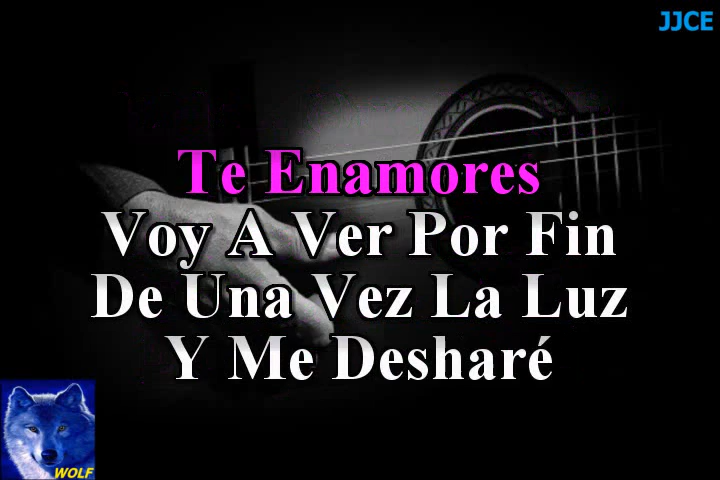 JJCE
Te Enamores
Voy A Ver Por Fin
De Una Vez La Luz
Y Me Desharé
WOLF